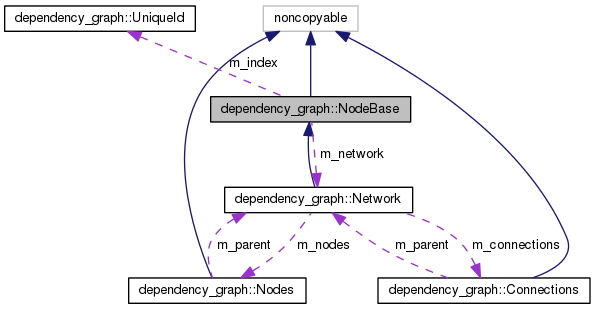 dependency_graph::UniqueId
noncopyable
m_index
dependency_graph::NodeBase
m_network
dependency_graph::Network
m_parent
m_nodes
m_parent
m_connections
dependency_graph::Nodes
dependency_graph::Connections